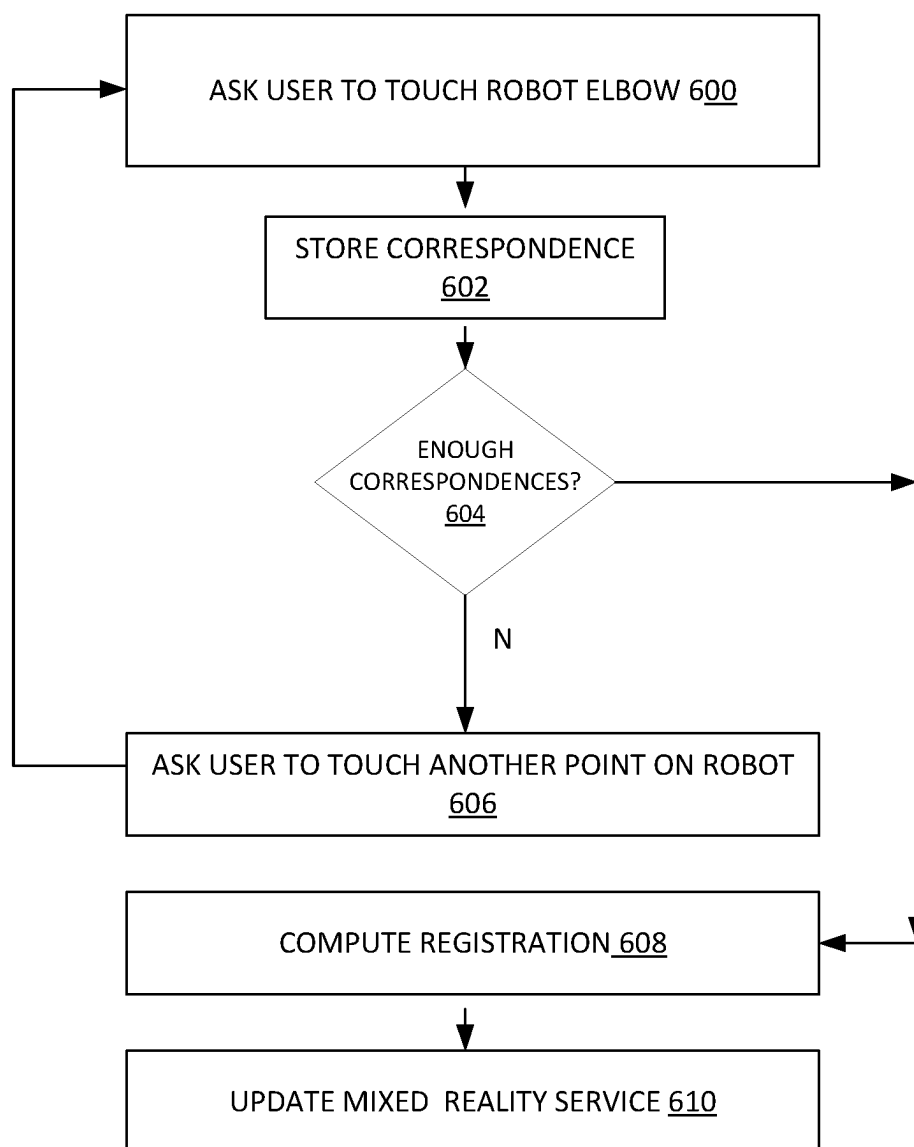 ASK USER TO TOUCH ROBOT ELBOW 600
STORE CORRESPONDENCE
602
ENOUGH
CORRESPONDENCES?
604
N
ASK USER TO TOUCH ANOTHER POINT ON ROBOT
606
COMPUTE REGISTRATION 608
UPDATE MIXED REALITY SERVICE 610